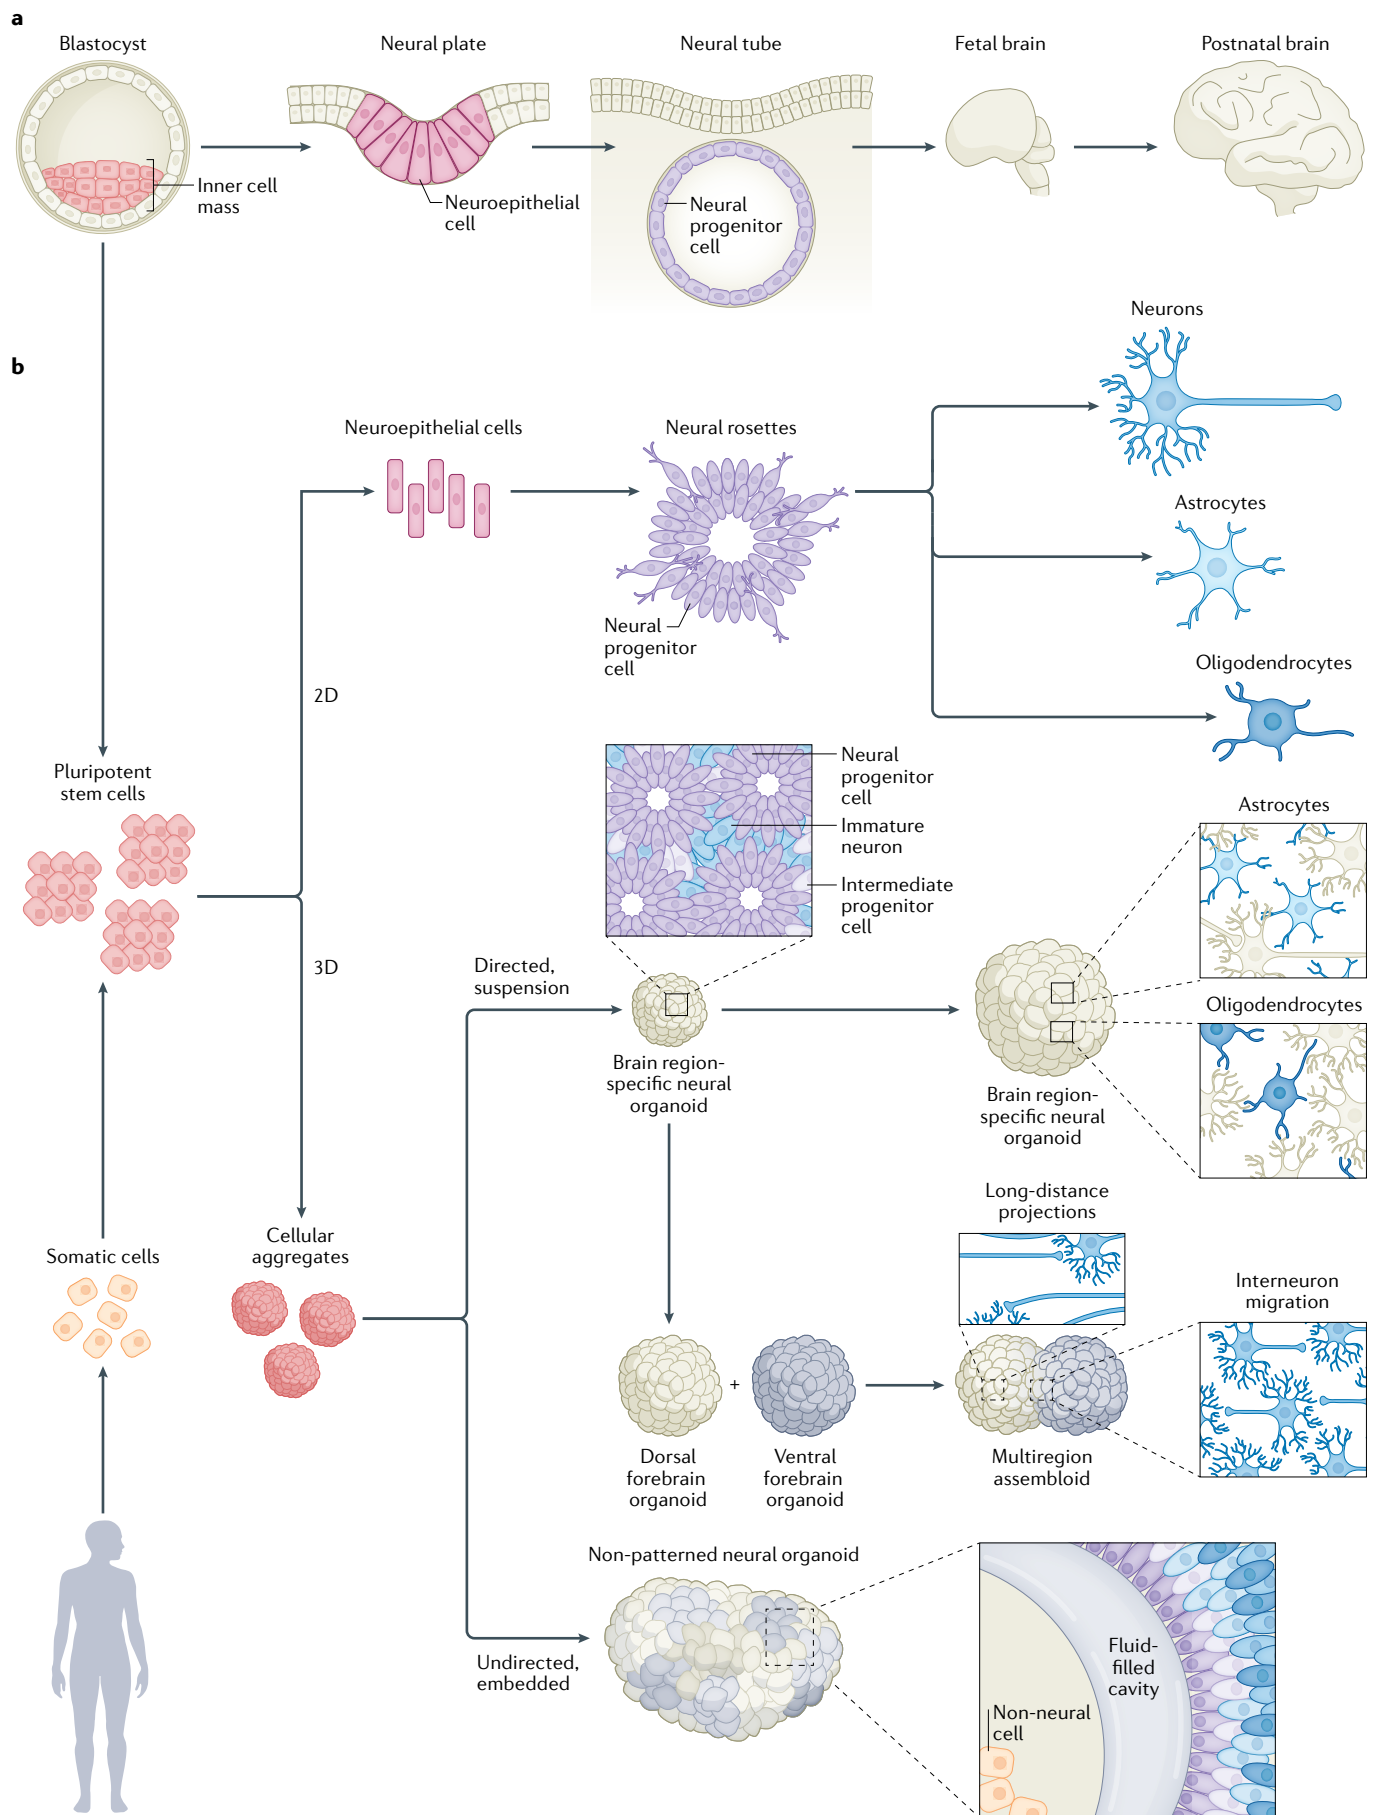 a
Blastocyst
Neural plate
Neural tube
Fetal brain
Postnatal brain
Inner cell
mass
Neuroepithelial
cell
Neural
progenitor
cell
b
Neurons
Neuroepithelial cells
Neural rosettes
Astrocytes
Neural
progenitor
cell
Oligodendrocytes
2D
Pluripotent
stem cells
Neural
progenitor
cell
Immature
neuron
Intermediate
progenitor
cell
Astrocytes
3D
Directed,
suspension
Oligodendrocytes
Brain region-
specific neural
organoid
Brain region-
specific neural
organoid
Long-distance
projections
Somatic cells
Cellular
aggregates
Interneuron
migration
+
Dorsal
forebrain
organoid
Ventral
forebrain
organoid
Multiregion
assembloid
Non-patterned neural organoid
Undirected,
embedded
Fluid-
filled
cavity
Non-neural
cell